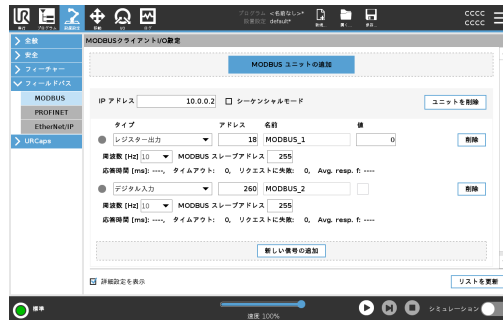 UR
プログラム <名前なし>*
設置設定 default*
cccc
cccc
実行
プログラム
設置設定
移動
I/O
ログ
新規...
開く...
保存...
全般
安全
フィーチャー
フィールドバス
MODBUS
PROFINET
EtherNet/IP
URCaps
MODBUSクライアントI/O設定
MODBUS ユニットの追加
IP アドレス 10.0.0.2 シーケンシャルモード ユニットを削除
タイプ アドレス 名前 値
レジスター出力 18 MODBUS_1 0 削除
周波数 [Hz] 10 MODBUS スレーブアドレス 255
応答時間 [ms]: ----, タイムアウト: 0, リクエストに失敗: 0, Avg. resp. f: ----
デジタル入力 260 MODBUS_2 削除
周波数 [Hz] 10 MODBUS スレーブアドレス 255
応答時間 [ms]: ----, タイムアウト: 0, リクエストに失敗: 0, Avg. resp. f: ----
新しい信号の追加
詳細設定を表示 リストを更新
標準
速度 100%
シミュレーション